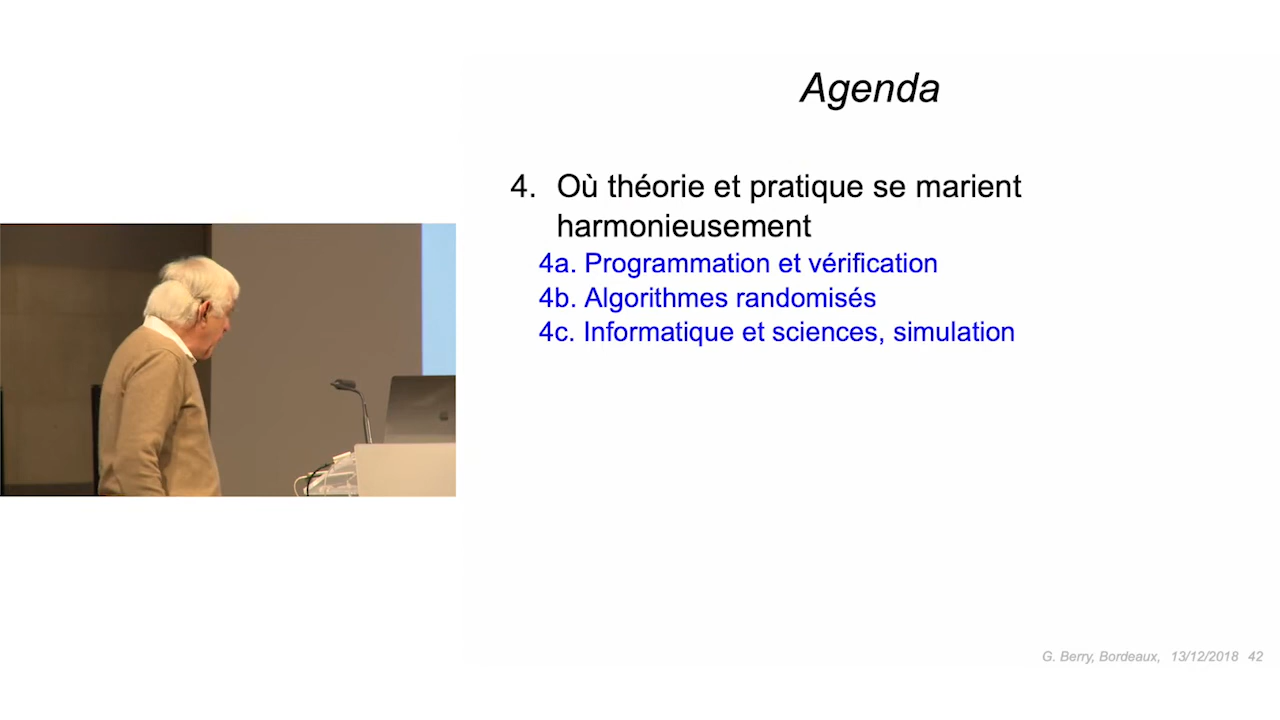 Agenda
4. Où théorie et pratique se marient
harmonieusement
4a. Programmation et vérification
4b. Algorithmes randomisés
4c. Informatique et sciences, simulation
G. Berry, Bordeaux, 13/12/2018 42